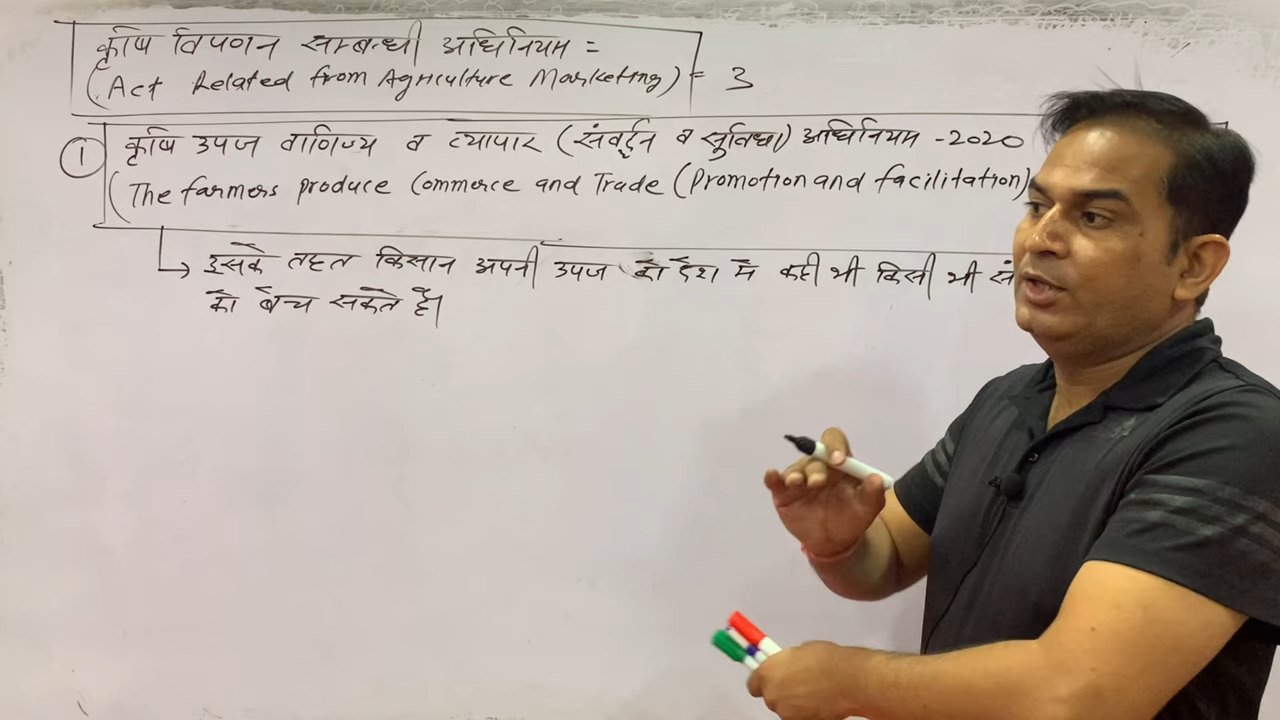 कृषि विपणन सम्बन्धी अधिनियम =
(Act Related from Agriculture Marketing) = 3
① कृषि उपज वाणिज्य व व्यापार (संवर्द्धन व सुविधा) अधिनियम -2020
(The farmers produce Commerce and Trade (Promotion and facilitation)
→ इसके तहत किसान अपनी उपज को देश मे कही भी किसी भी
को बेच सकते है।